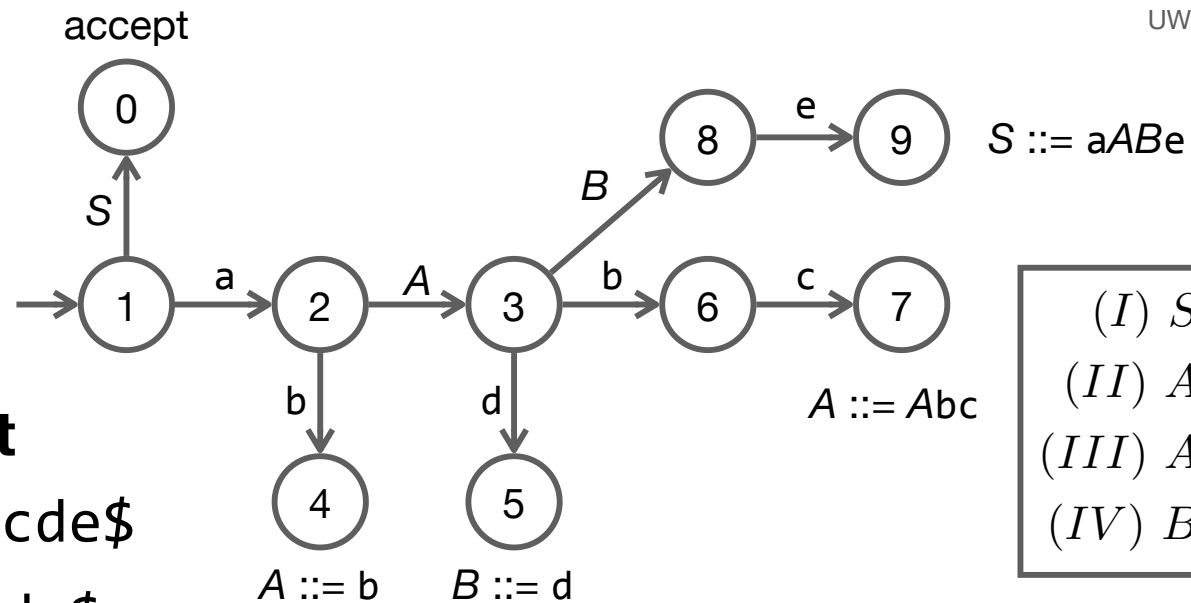 accept
UW
0
8
e
9
S ::= aABe
B
S
1
a
2
A
3
b
6
c
7
(I) S
(II) A
b
d
A ::= Abc
(III) A
t
4
5
(IV) B
cde$
A ::= b
B ::= d